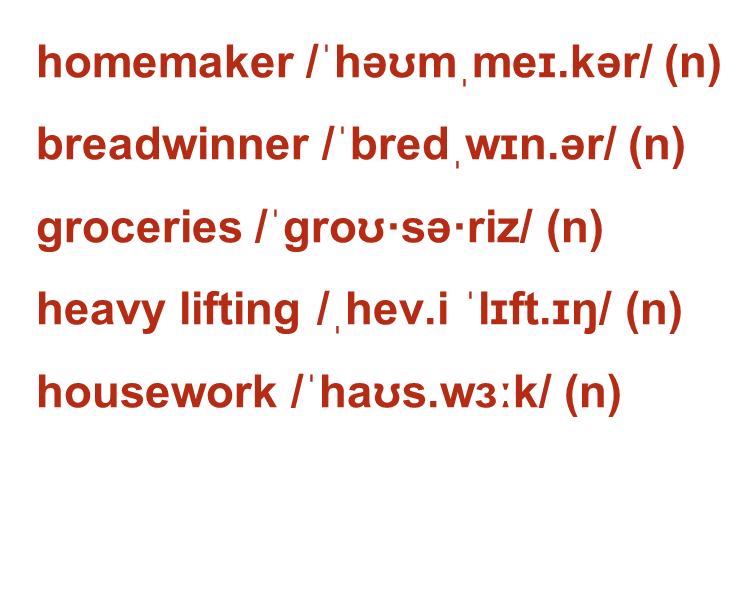 homemaker /ˈhəʊmˌmeɪ.kər/ (n)
breadwinner /ˈbredˌwɪn.ər/ (n)
groceries /ˈɡroʊ·sə·riz/ (n)
heavy lifting /ˌhev.i ˈlɪft.ɪŋ/ (n)
housework /ˈhaʊs.wɜːk/ (n)